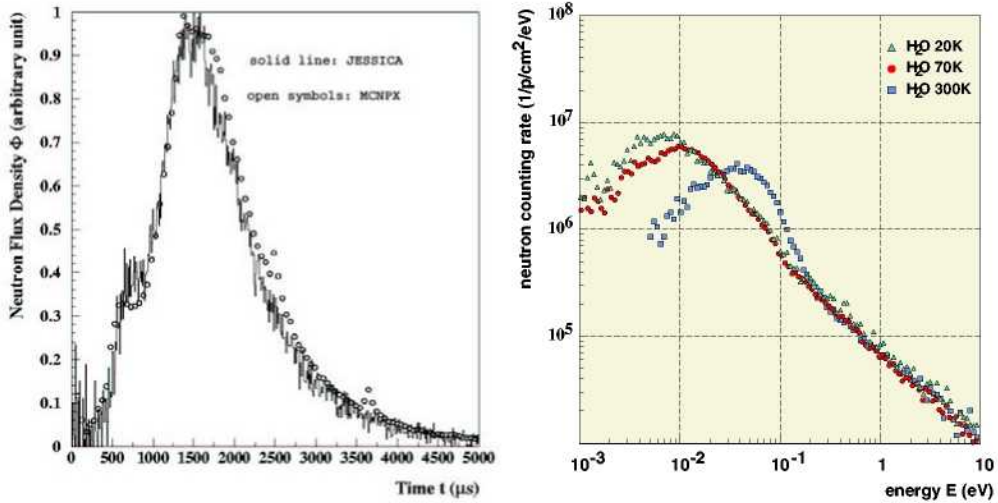 Neutron Flux Density Φ (arbitrary unit)
1
0.9
0.8
0.7
0.6
0.5
0.4
0.3
0.2
0.1
0
solid line: JESSICA
open symbols: MCNPX
0 500 1000 1500 2000 2500 3000 3500 4000 4500 5000
Time t (μs)
neutron counting rate (1/p/cm²/eV)
10⁸
10⁷
10⁶
10⁵
H₂O 20K
H₂O 70K
H₂O 300K
10⁻³ 10⁻² 10⁻¹ 1 10
energy E (eV)